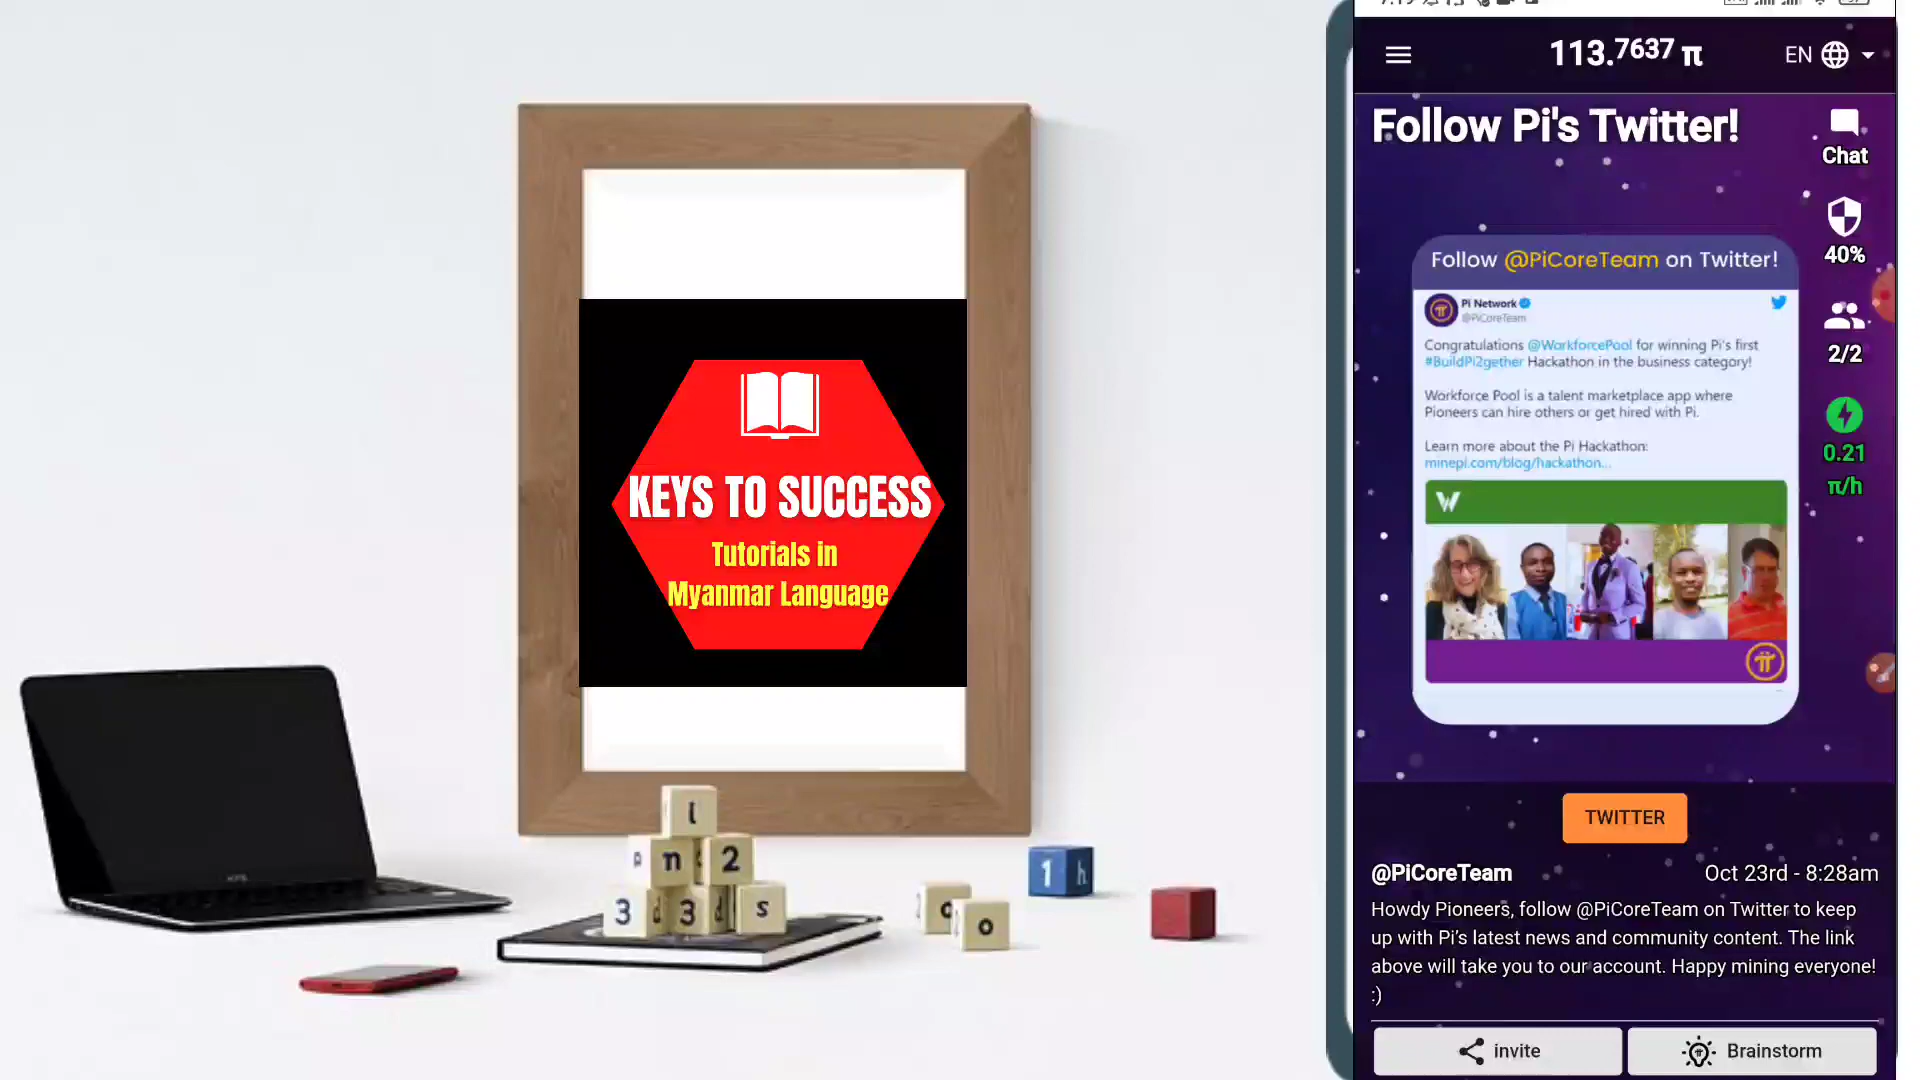 KEYS TO SUCCESS
Tutorials in
Myanmar Language
l
n 2
3 3 s
o
1 h
113.7637 π
EN
Follow Pi's Twitter!
Chat
40%
2/2
0.21
π/h
Follow @PiCoreTeam on Twitter!
Pi Network
@PiCoreTeam
Congratulations @WorkforcePool for winning Pi's first
#BuildPi2gether Hackathon in the business category!
Workforce Pool is a talent marketplace app where
Pioneers can hire others or get hired with Pi.
Learn more about the Pi Hackathon:
minepi.com/blog/hackathon...
W
TWITTER
@PiCoreTeam
Oct 23rd - 8:28am
Howdy Pioneers, follow @PiCoreTeam on Twitter to keep
up with Pi's latest news and community content. The link
above will take you to our account. Happy mining everyone!
:)
invite
Brainstorm